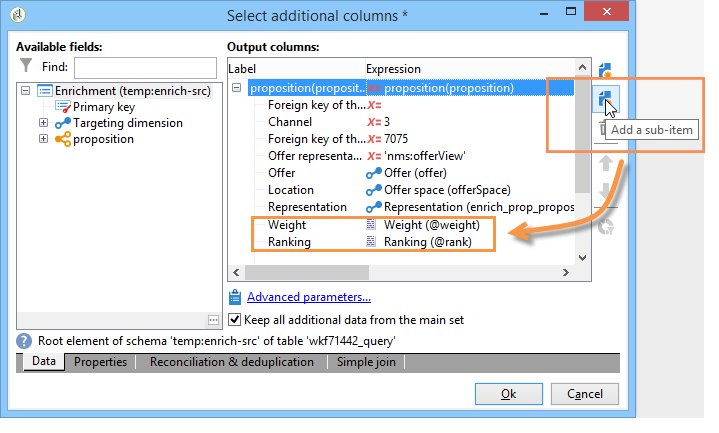 Select additional columns *
Available fields:
Find:
Enrichment (temp:enrich-src)
Primary key
Targeting dimension
proposition
Output columns:
Label Expression
proposition(proposit... proposition(proposition)
Foreign key of th...
Channel 3
Foreign key of th... 7075
Offer representa... 'nms:offerView'
Offer Offer (offer)
Location Offer space (offerSpace)
Representation Representation (enrich_prop_propos
Weight Weight (@weight)
Ranking Ranking (@rank)
Add a sub-item
Advanced parameters...
Keep all additional data from the main set
Root element of schema 'temp:enrich-src' of table 'wkf71442_query')
Data Properties Reconciliation & deduplication Simple join
Ok Cancel